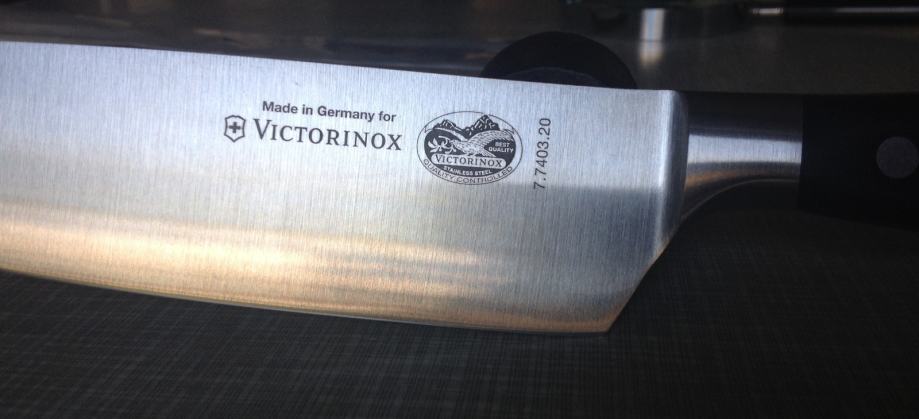 Made in Germany for
VICTORINOX
BEST
QUALITY
VICTORINOX
STAINLESS STEEL
QUALITY CONTROLLED
7.7403.20